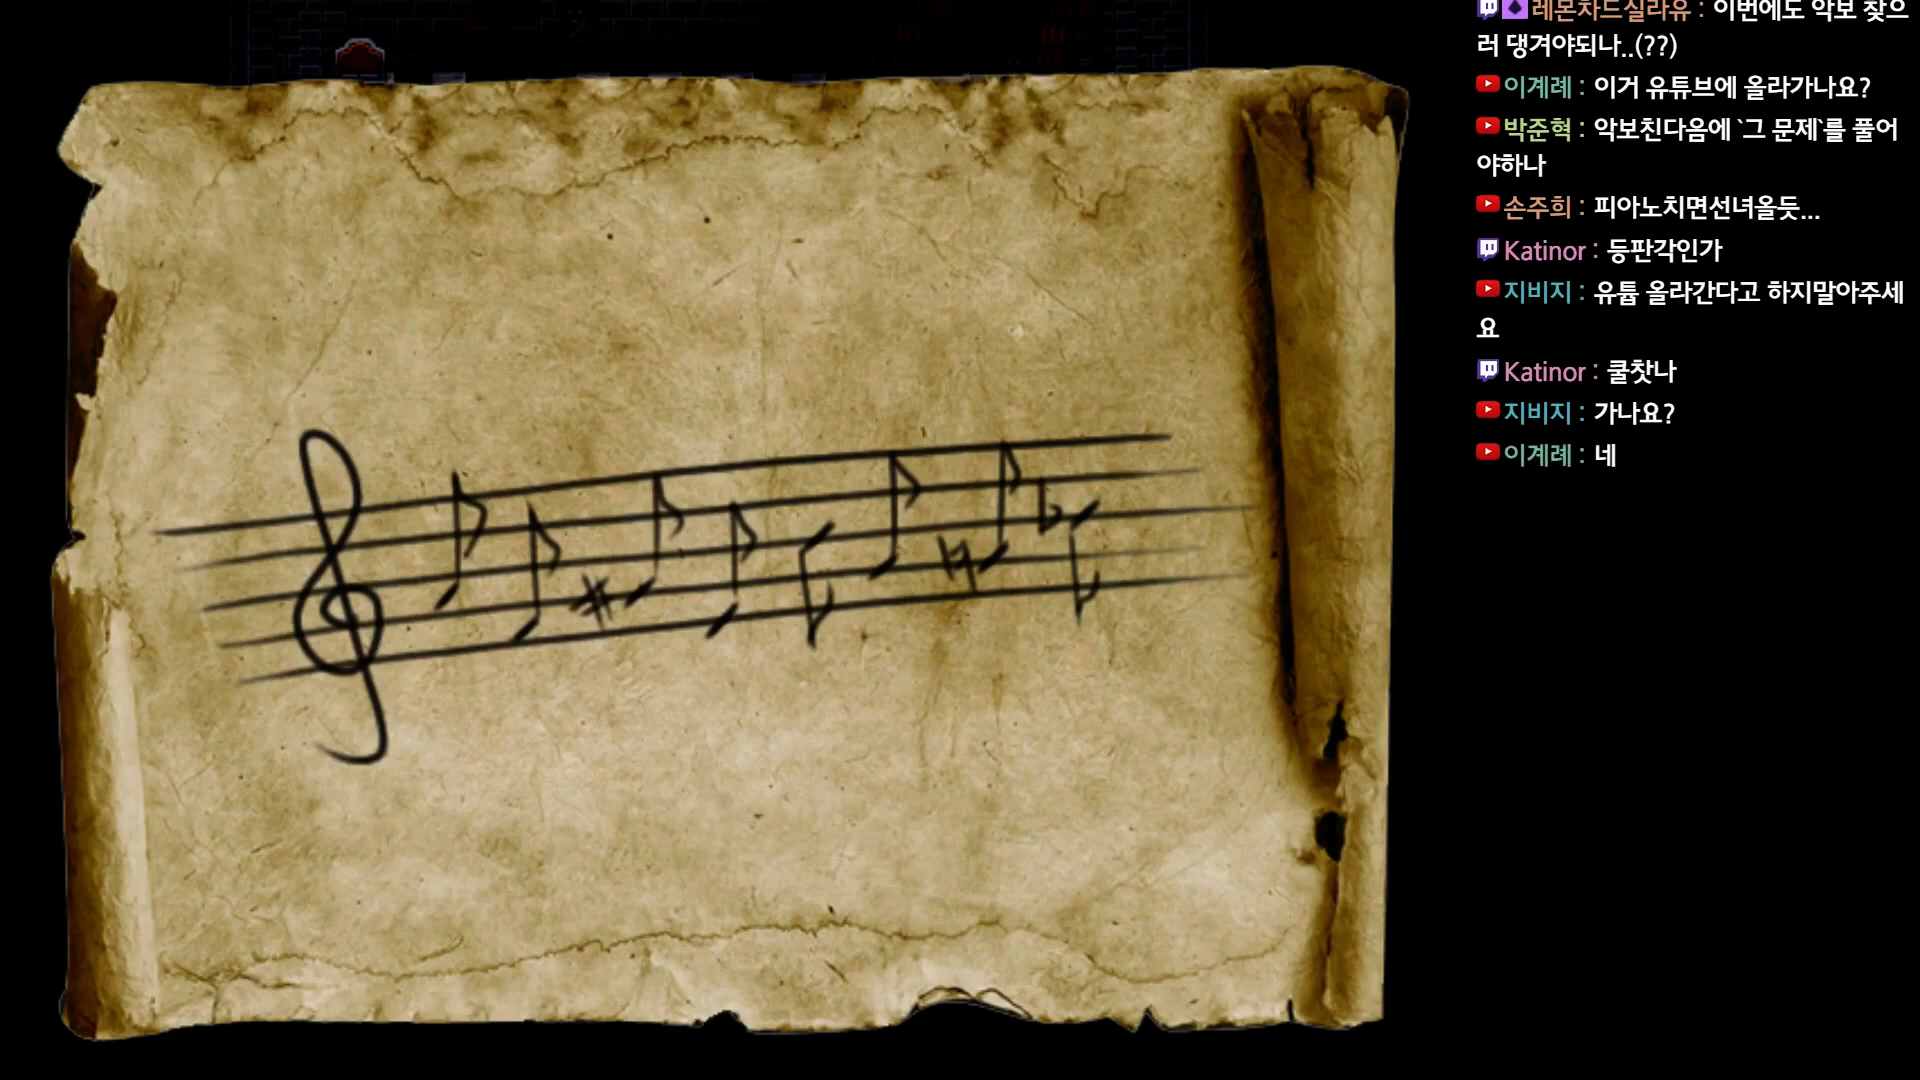 레몬차드실라유 : 이번에도 악보 찾으
러 댕겨야되나..(??)
이계례 : 이거 유튜브에 올라가나요?
박준혁 : 악보친다음에 `그 문제`를 풀어
야하나
손주희 : 피아노치면선녀올듯...
Katinor : 등판각인가
지비지 : 유튭 올라간다고 하지말아주세
요
Katinor : 쿨찻나
지비지 : 가나요?
이계례 : 네